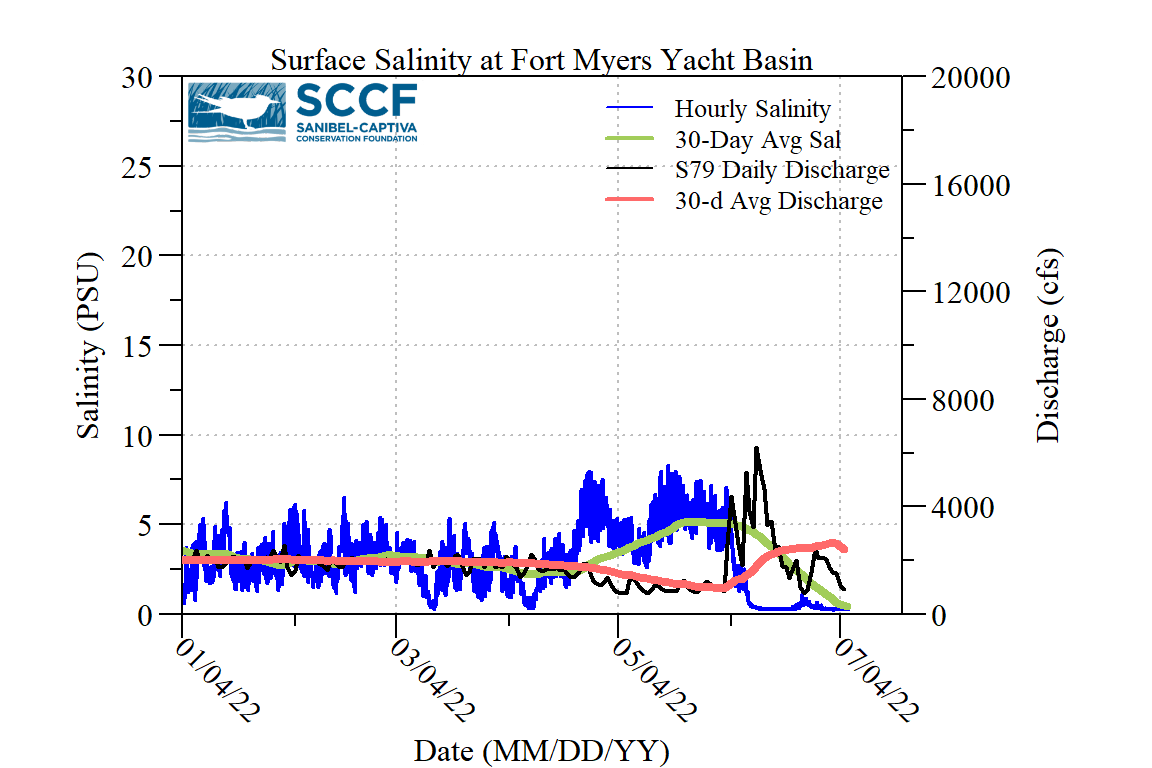 Surface Salinity at Fort Myers Yacht Basin
SCCF
SANIBEL-CAPTIVA
CONSERVATION FOUNDATION
Hourly Salinity
30-Day Avg Sal
S79 Daily Discharge
30-d Avg Discharge
30
25
20
15
10
5
0
Salinity (PSU)
20000
16000
12000
8000
4000
0
Discharge (cfs)
01/04/22
03/04/22
05/04/22
07/04/22
Date (MM/DD/YY)